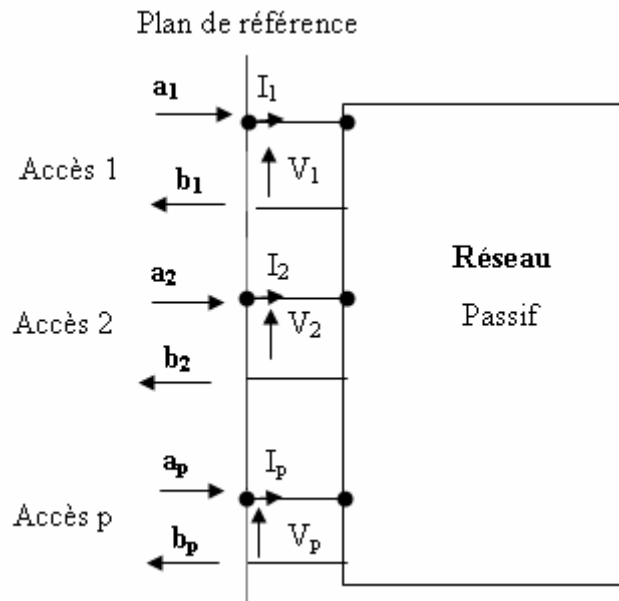 Plan de référence
a1
I1
Accès 1
V1
b1
Réseau
Passif
a2
I2
Accès 2
V2
b2
ap
Ip
Accès p
Vp
bp